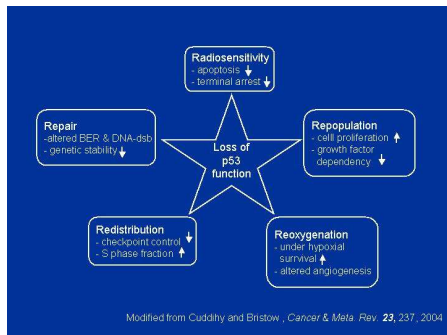 Radiosensitivity
- apoptosis ↓
- terminal arrest ↓
Repair
-altered BER & DNA-dsb
- genetic stability ↓
Loss of
p53
function
Repopulation
- celll proliferation ↑
- growth factor
dependency ↓
Redistribution
- checkpoint control ↓
- S phase fraction ↑
Reoxygenation
- under hypoxial
surrvival ↑
- altered angiogenesis
Modified from Cuddihy and Bristow , Cancer & Meta. Rev. 23, 237, 2004